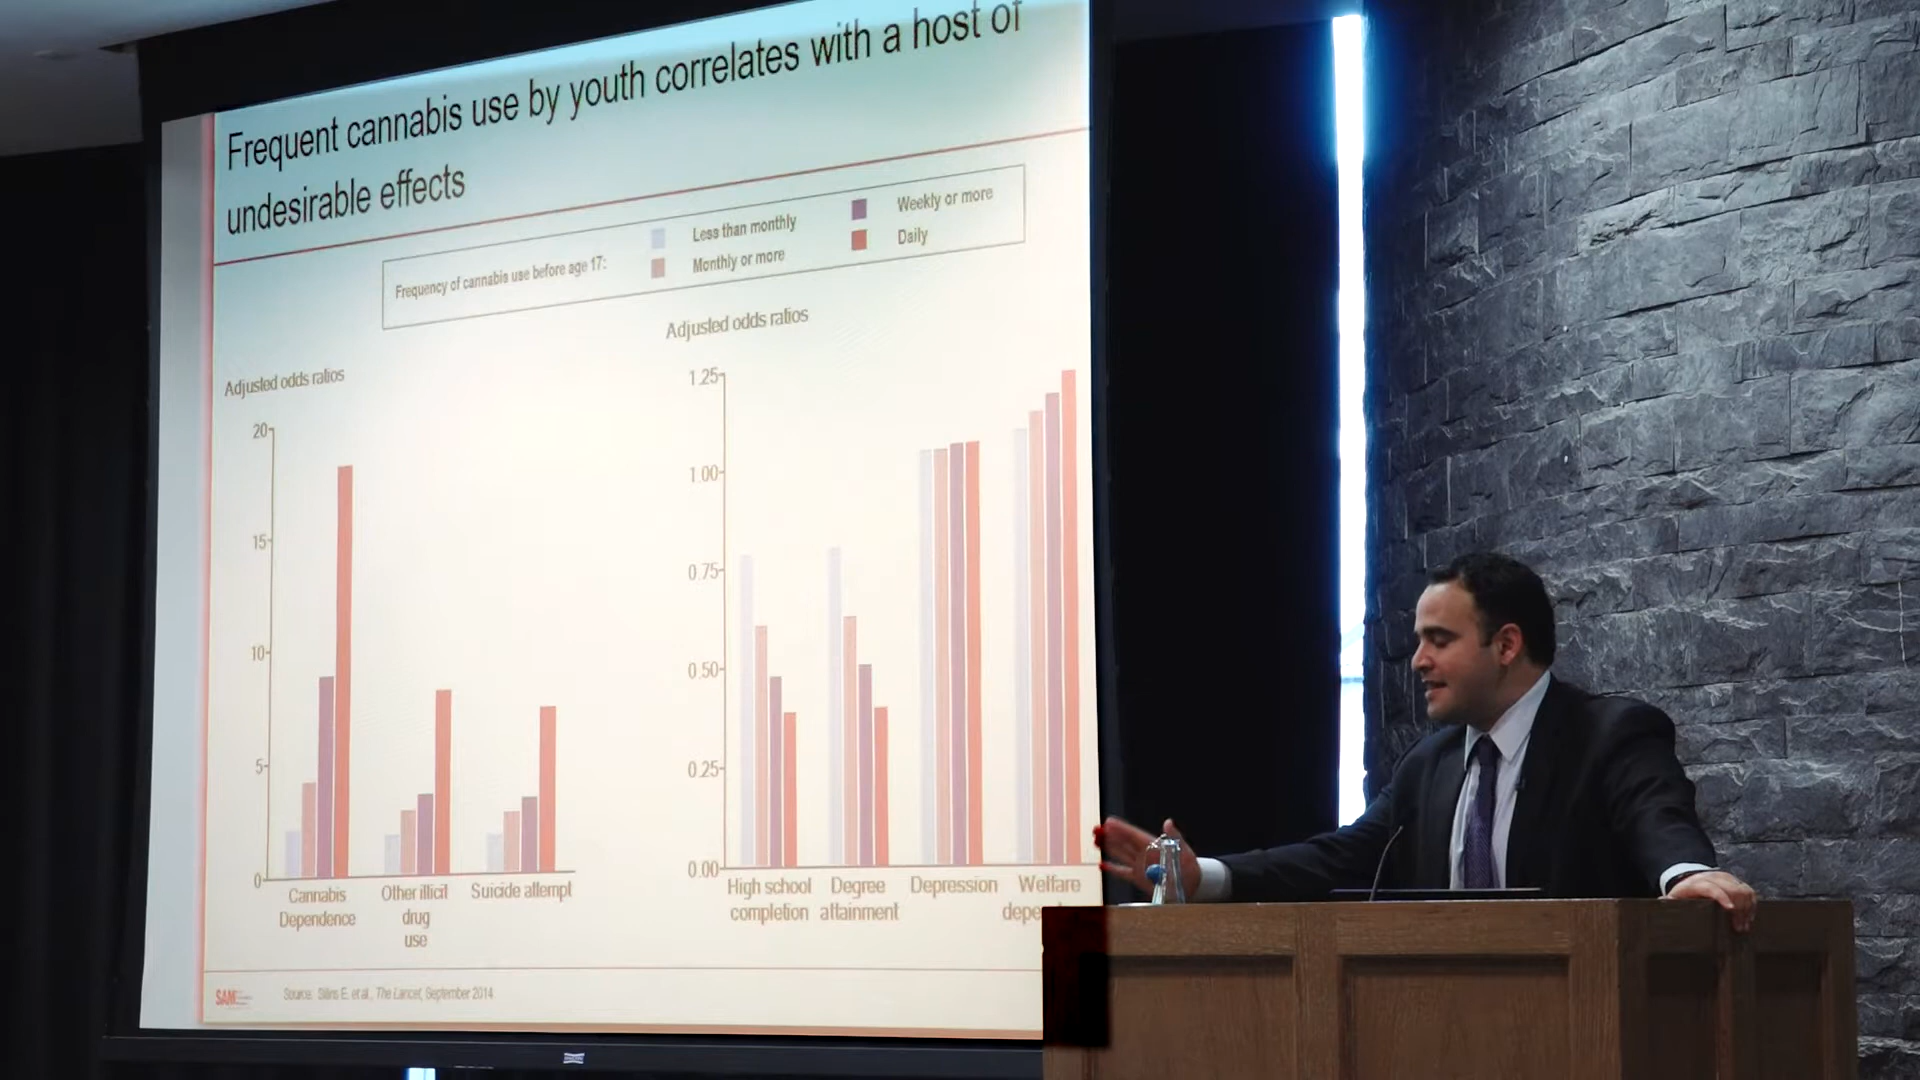 Frequent cannabis use by youth correlates with a host of
undesirable effects
Frequency of cannabis use before age 17:
Less than monthly
Monthly or more
Weekly or more
Daily
Adjusted odds ratios
20
15
10
5
0
Cannabis
Dependence
Other illicit
drug
use
Suicide attempt
Adjusted odds ratios
1.25
1.00
0.75
0.50
0.25
0.00
High school
completion
Degree
attainment
Depression
Welfare
SAM
Source: Silins E. et al., The Lancet, September 2014